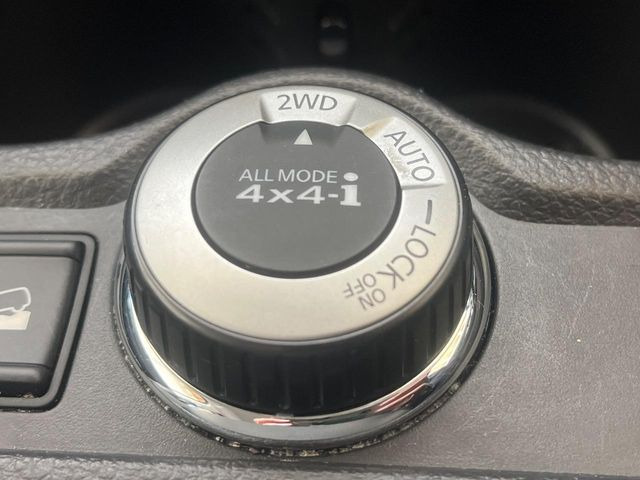 2WD
AUTO
LOCK
ON
OFF
ALL MODE
4x4-i